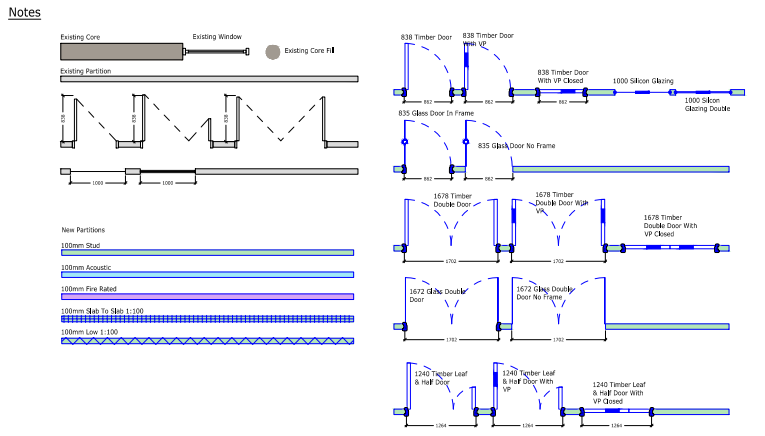 Notes
Existing Core
Existing Window
Existing Core Fill
Existing Partition
838
838
838
1000
1000
New Partitions
100mm Stud
100mm Acoustic
100mm Fire Rated
100mm Slab To Slab 1:100
100mm Low 1:100
838 Timber Door
838 Timber Door
With VP
838 Timber Door
With VP Closed
1000 Silicon Glazing
1000 Silcon
Glazing Double
862
862
862
835 Glass Door In Frame
835 Glass Door No Frame
862
862
1678 Timber
Double Door
1678 Timber
Double Door With
VP
1678 Timber
Double Door With
VP Closed
1702
1702
1672 Glass Double
Door
1672 Glass Double
Door No Frame
1702
1702
1240 Timber Leaf
& Half Door
1240 Timber Leaf
& Half Door With
VP
1240 Timber Leaf
& Half Door With
VP Closed
1264
1264
1264